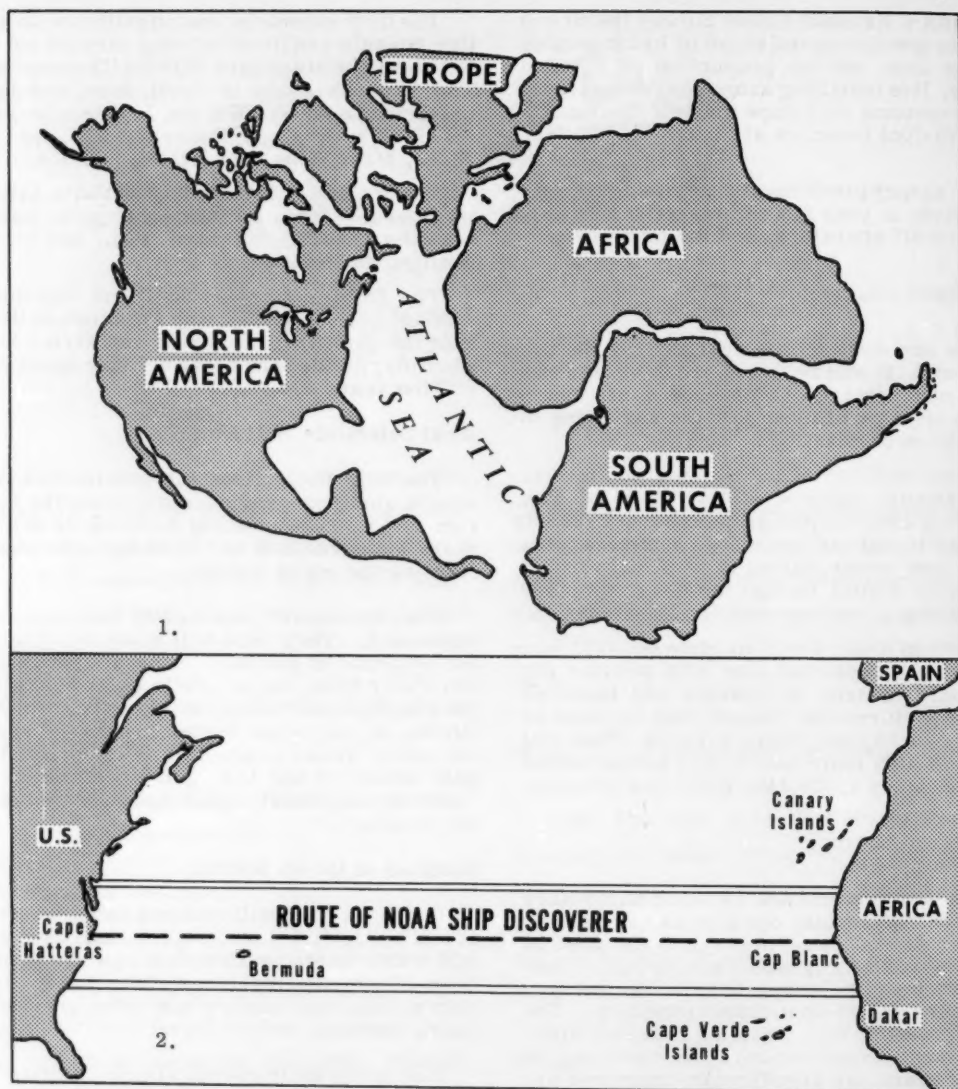 EUROPE
AFRICA
NORTH
AMERICA
ATLANTIC
SEA
SOUTH
AMERICA
1.
SPAIN
Canary
Islands
U.S.
ROUTE OF NOAA SHIP DISCOVERER
AFRICA
Cape
Hatteras
Bermuda
Cap Blanc
Dakar
Cape Verde
Islands
2.